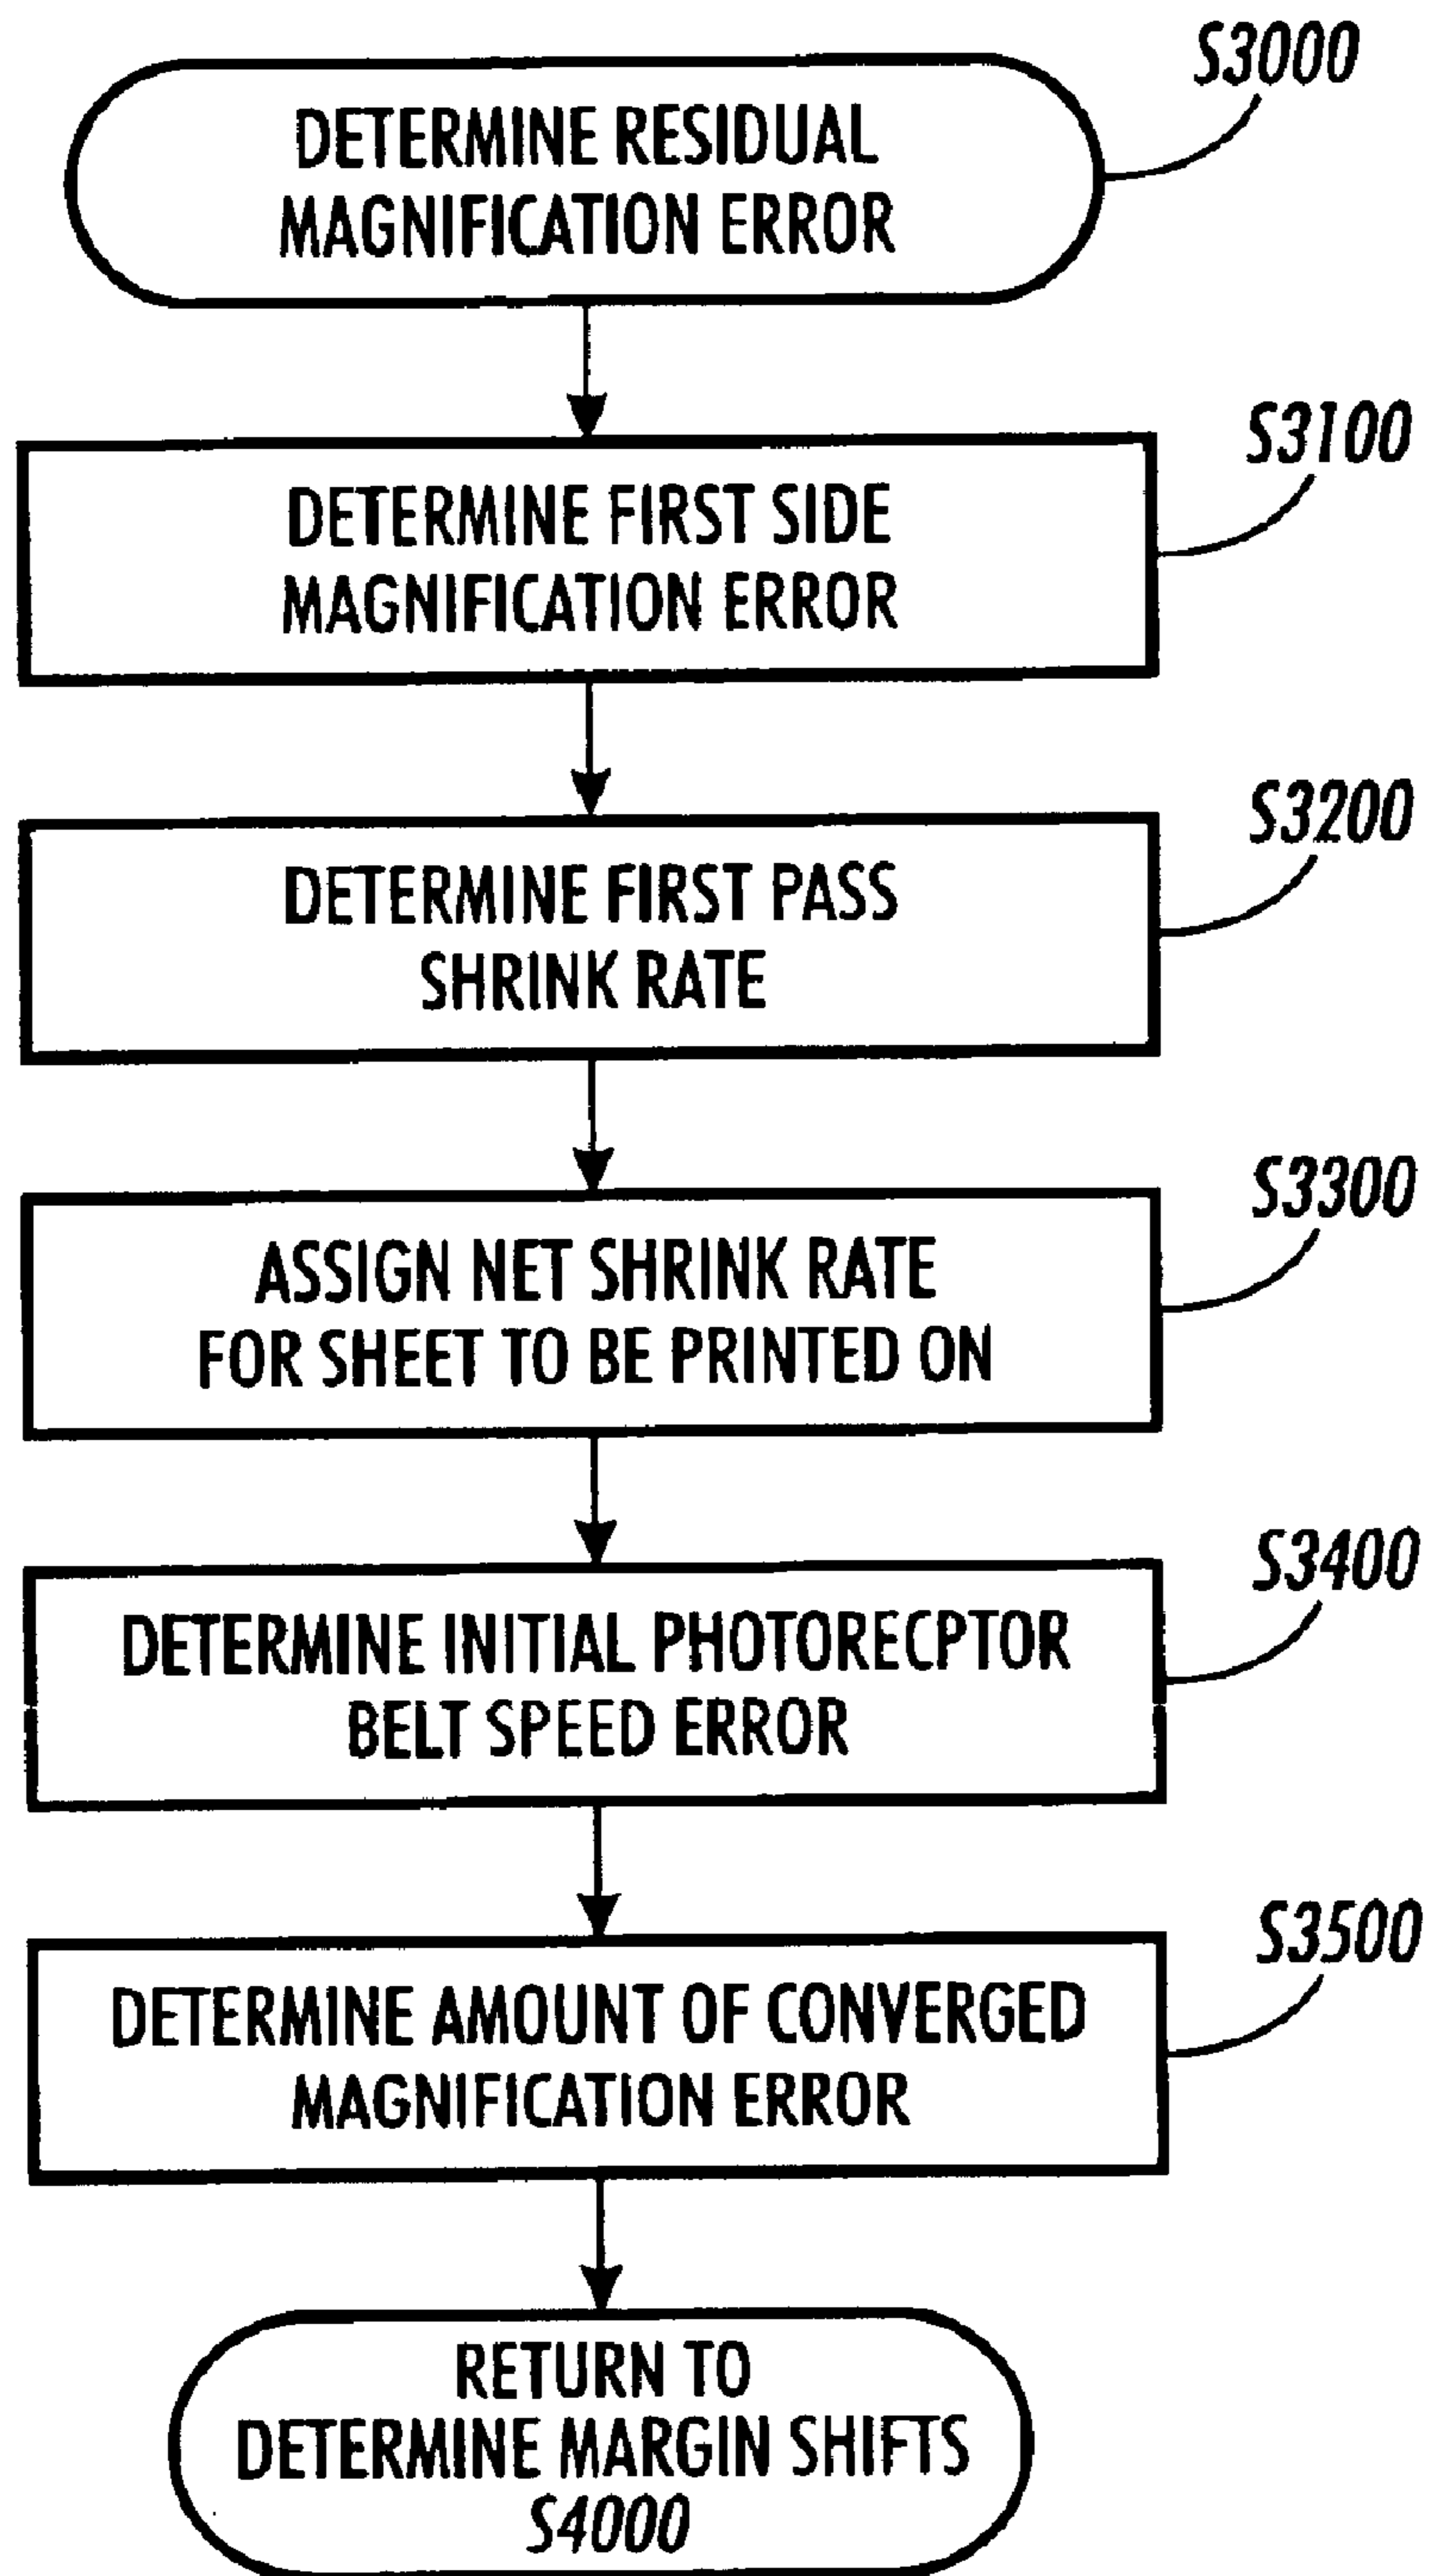 S3000
DETERMINE RESIDUAL
MAGNIFICATION ERROR
S3100
DETERMINE FIRST SIDE
MAGNIFICATION ERROR
S3200
DETERMINE FIRST PASS
SHRINK RATE
S3300
ASSIGN NET SHRINK RATE
FOR SHEET TO BE PRINTED ON
S3400
DETERMINE INITIAL PHOTORECPTOR
BELT SPEED ERROR
S3500
DETERMINE AMOUNT OF CONVERGED
MAGNIFICATION ERROR
RETURN TO
DETERMINE MARGIN SHIFTS
S4000